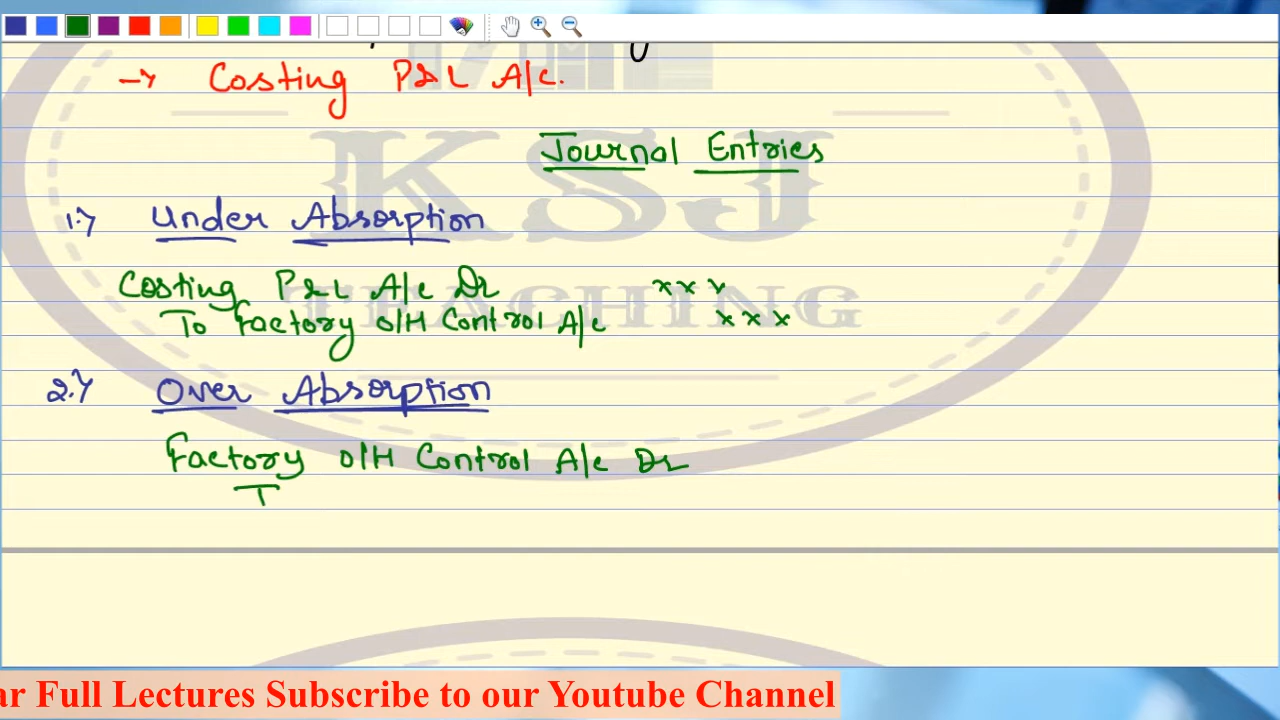 → Costing P&L A/c.
Journal Entries
1.> Under Absorption
Costing P&L A/c Dr xxx
To Factory O/H Control A/c xxx
2.> Over Absorption
Factory O/H Control A/c Dr
T
KSJ
TEACHING
ar Full Lectures Subscribe to our Youtube Channel